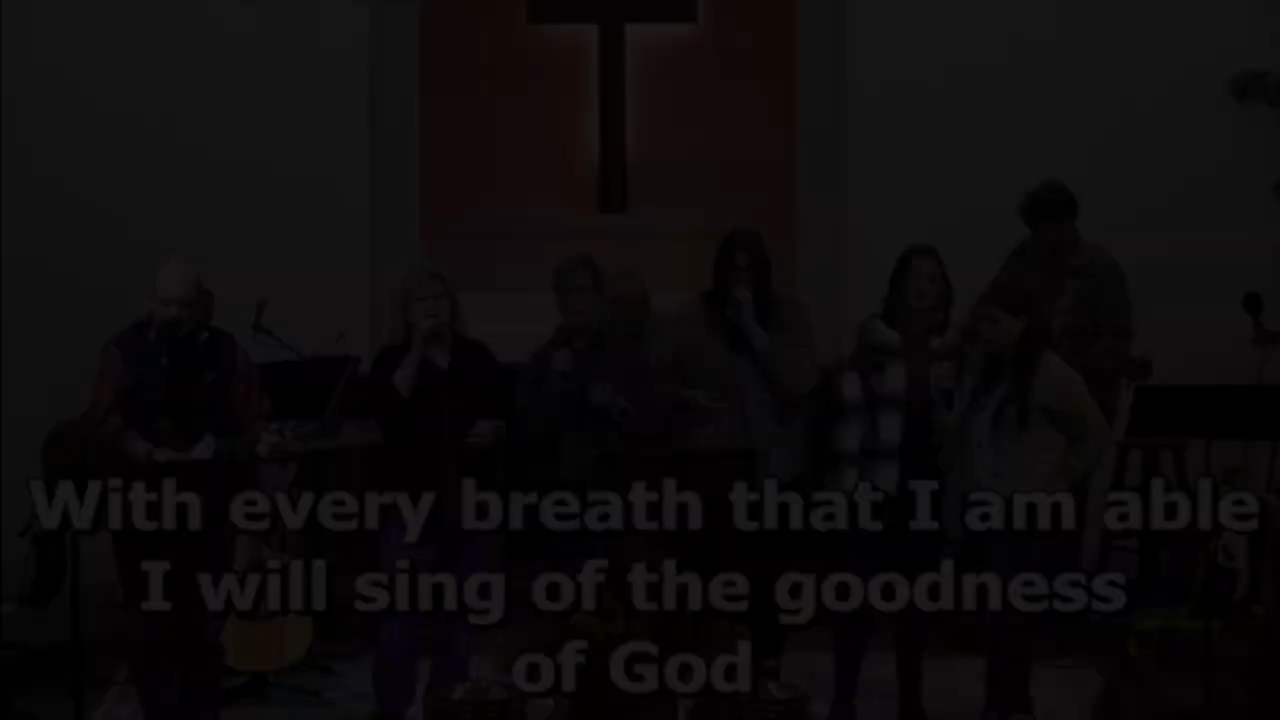 With every breath that I am able
I will sing of the goodness
of God